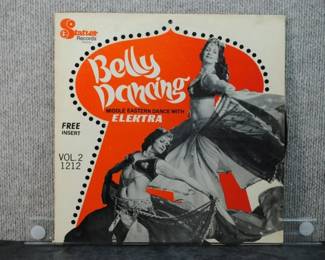 Statler
Records
Belly
Dancing
MIDDLE EASTERN DANCE WITH
ELEKTRA
FREE
INSERT
VOL.2
1212